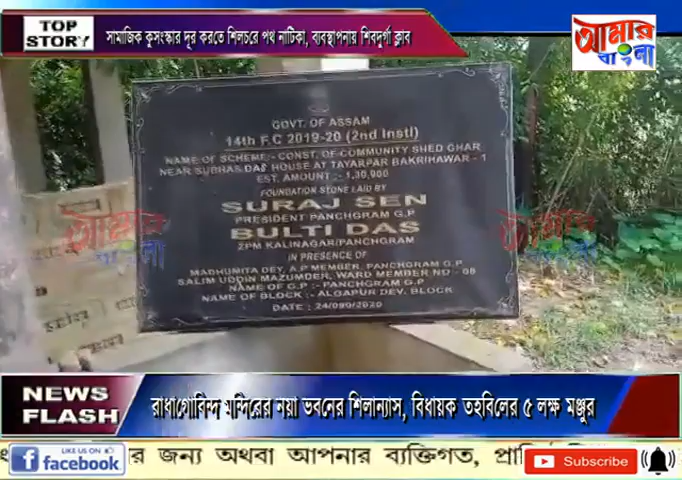 TOP STORY
সামাজিক কুসংস্কার দূর করতে শিলচরে পথ নাটিকা, ব্যবস্থাপনায় শিবদুর্গা ক্লাব
আমার
বাংলা
GOVT. OF ASSAM
14th F.C 2019-20 (2nd Instl)
NAME OF SCHEME:- CONST. OF COMMUNITY SHED GHAR
NEAR SUBHAS DAS HOUSE AT TAYARPAR BAKRIHAWAR - 1
EST. AMOUNT :- 1,30,900
FOUNDATION STONE LAID BY
SURAJ SEN
PRESIDENT PANCHGRAM G.P
BULTI DAS
ZPM KALINAGAR/PANCHGRAM
IN PRESENCE OF
MADHUMITA DEY, A.P MEMBER, PANCHGRAM G.P
SALIM UDDIN MAZUMDER, WARD MEMBER NO - 08
NAME OF G.P :- PANCHGRAM G.P
NAME OF BLOCK :- ALGAPUR DEV. BLOCK
DATE :- 24/090/2020
আমার
বাংলা
আমার
বাংলা
NEWS FLASH
রাধাগোবিন্দ মন্দিরের নয়া ভবনের শিলান্যাস, বিধায়ক তহবিলের ৫ লক্ষ মঞ্জুর
LIKE US ON
facebook
র জন্য অথবা আপনার ব্যক্তিগত,
Subscribe